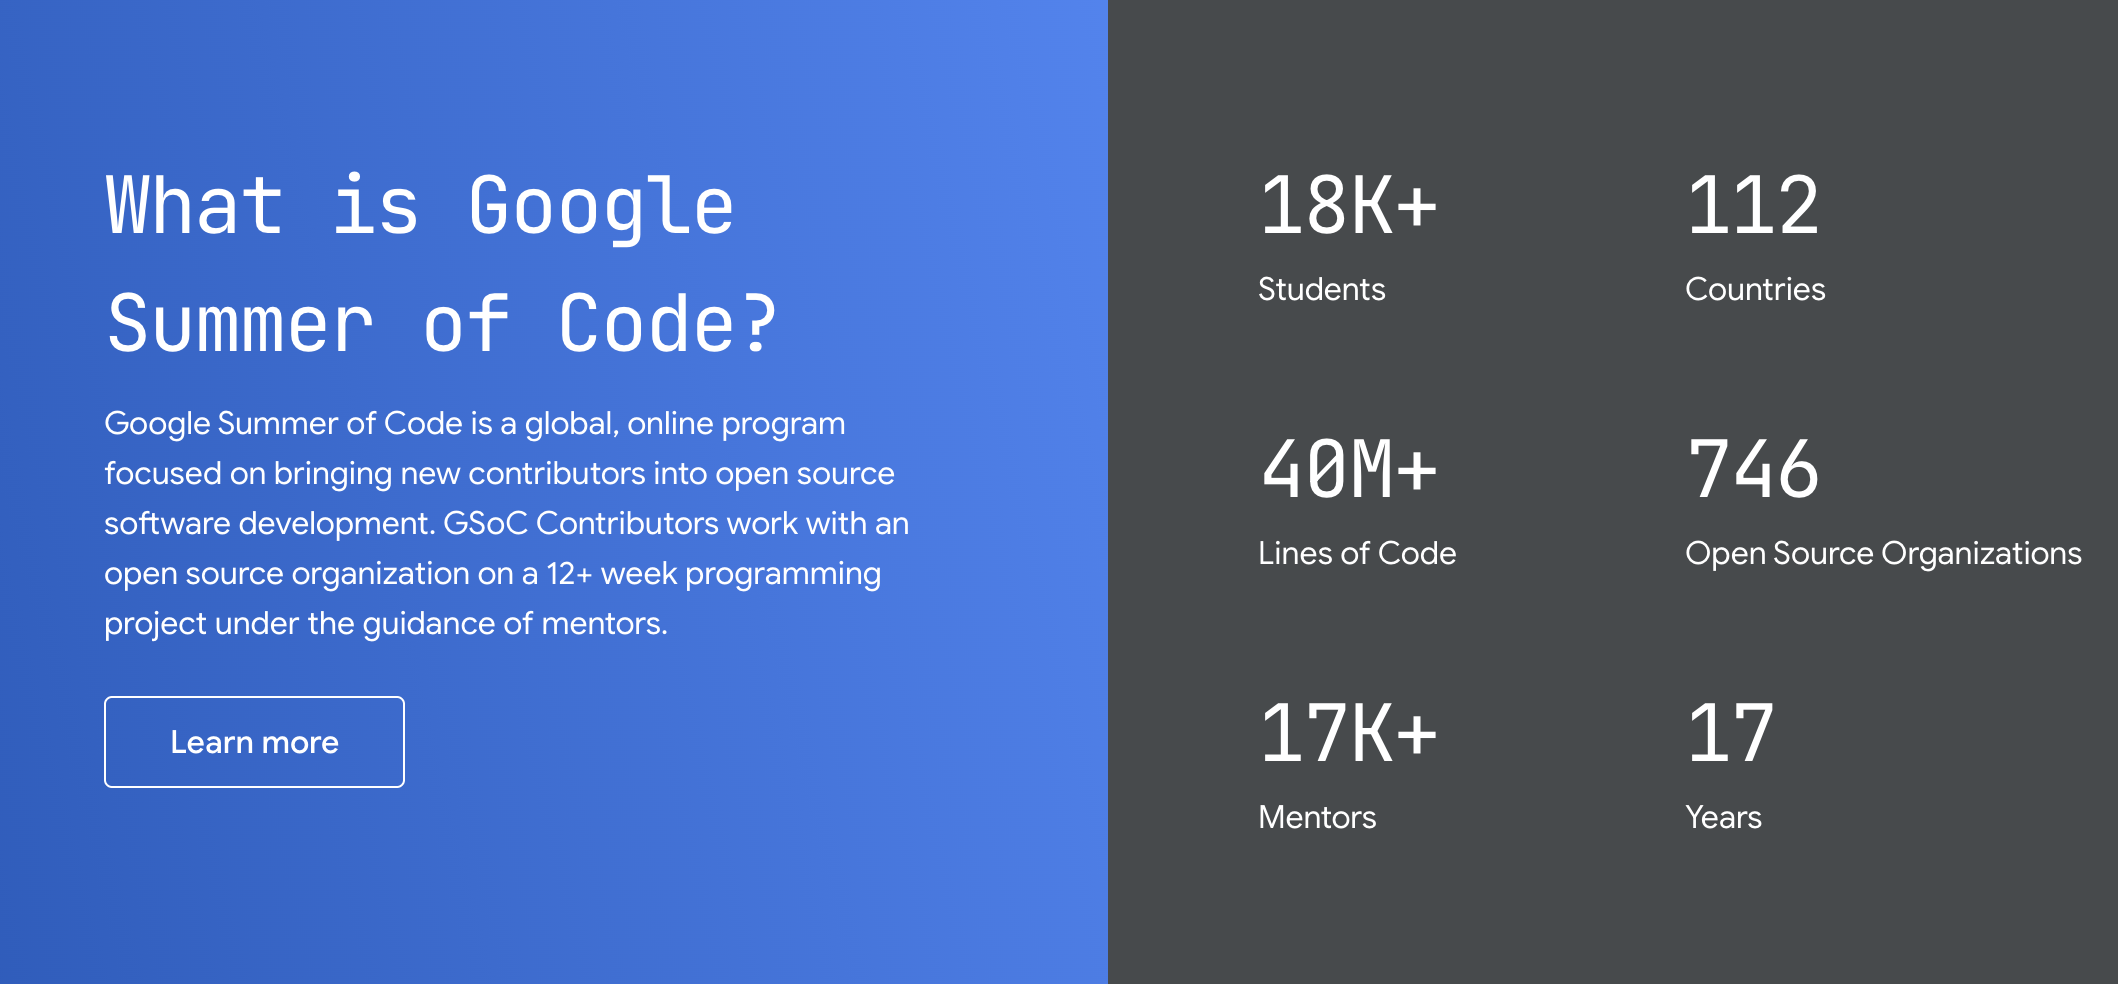 What is Google
Summer of Code?
Google Summer of Code is a global, online program
focused on bringing new contributors into open source
software development. GSoC Contributors work with an
open source organization on a 12+ week programming
project under the guidance of mentors.
Learn more
18K+
Students
112
Countries
40M+
Lines of Code
746
Open Source Organizations
17K+
Mentors
17
Years